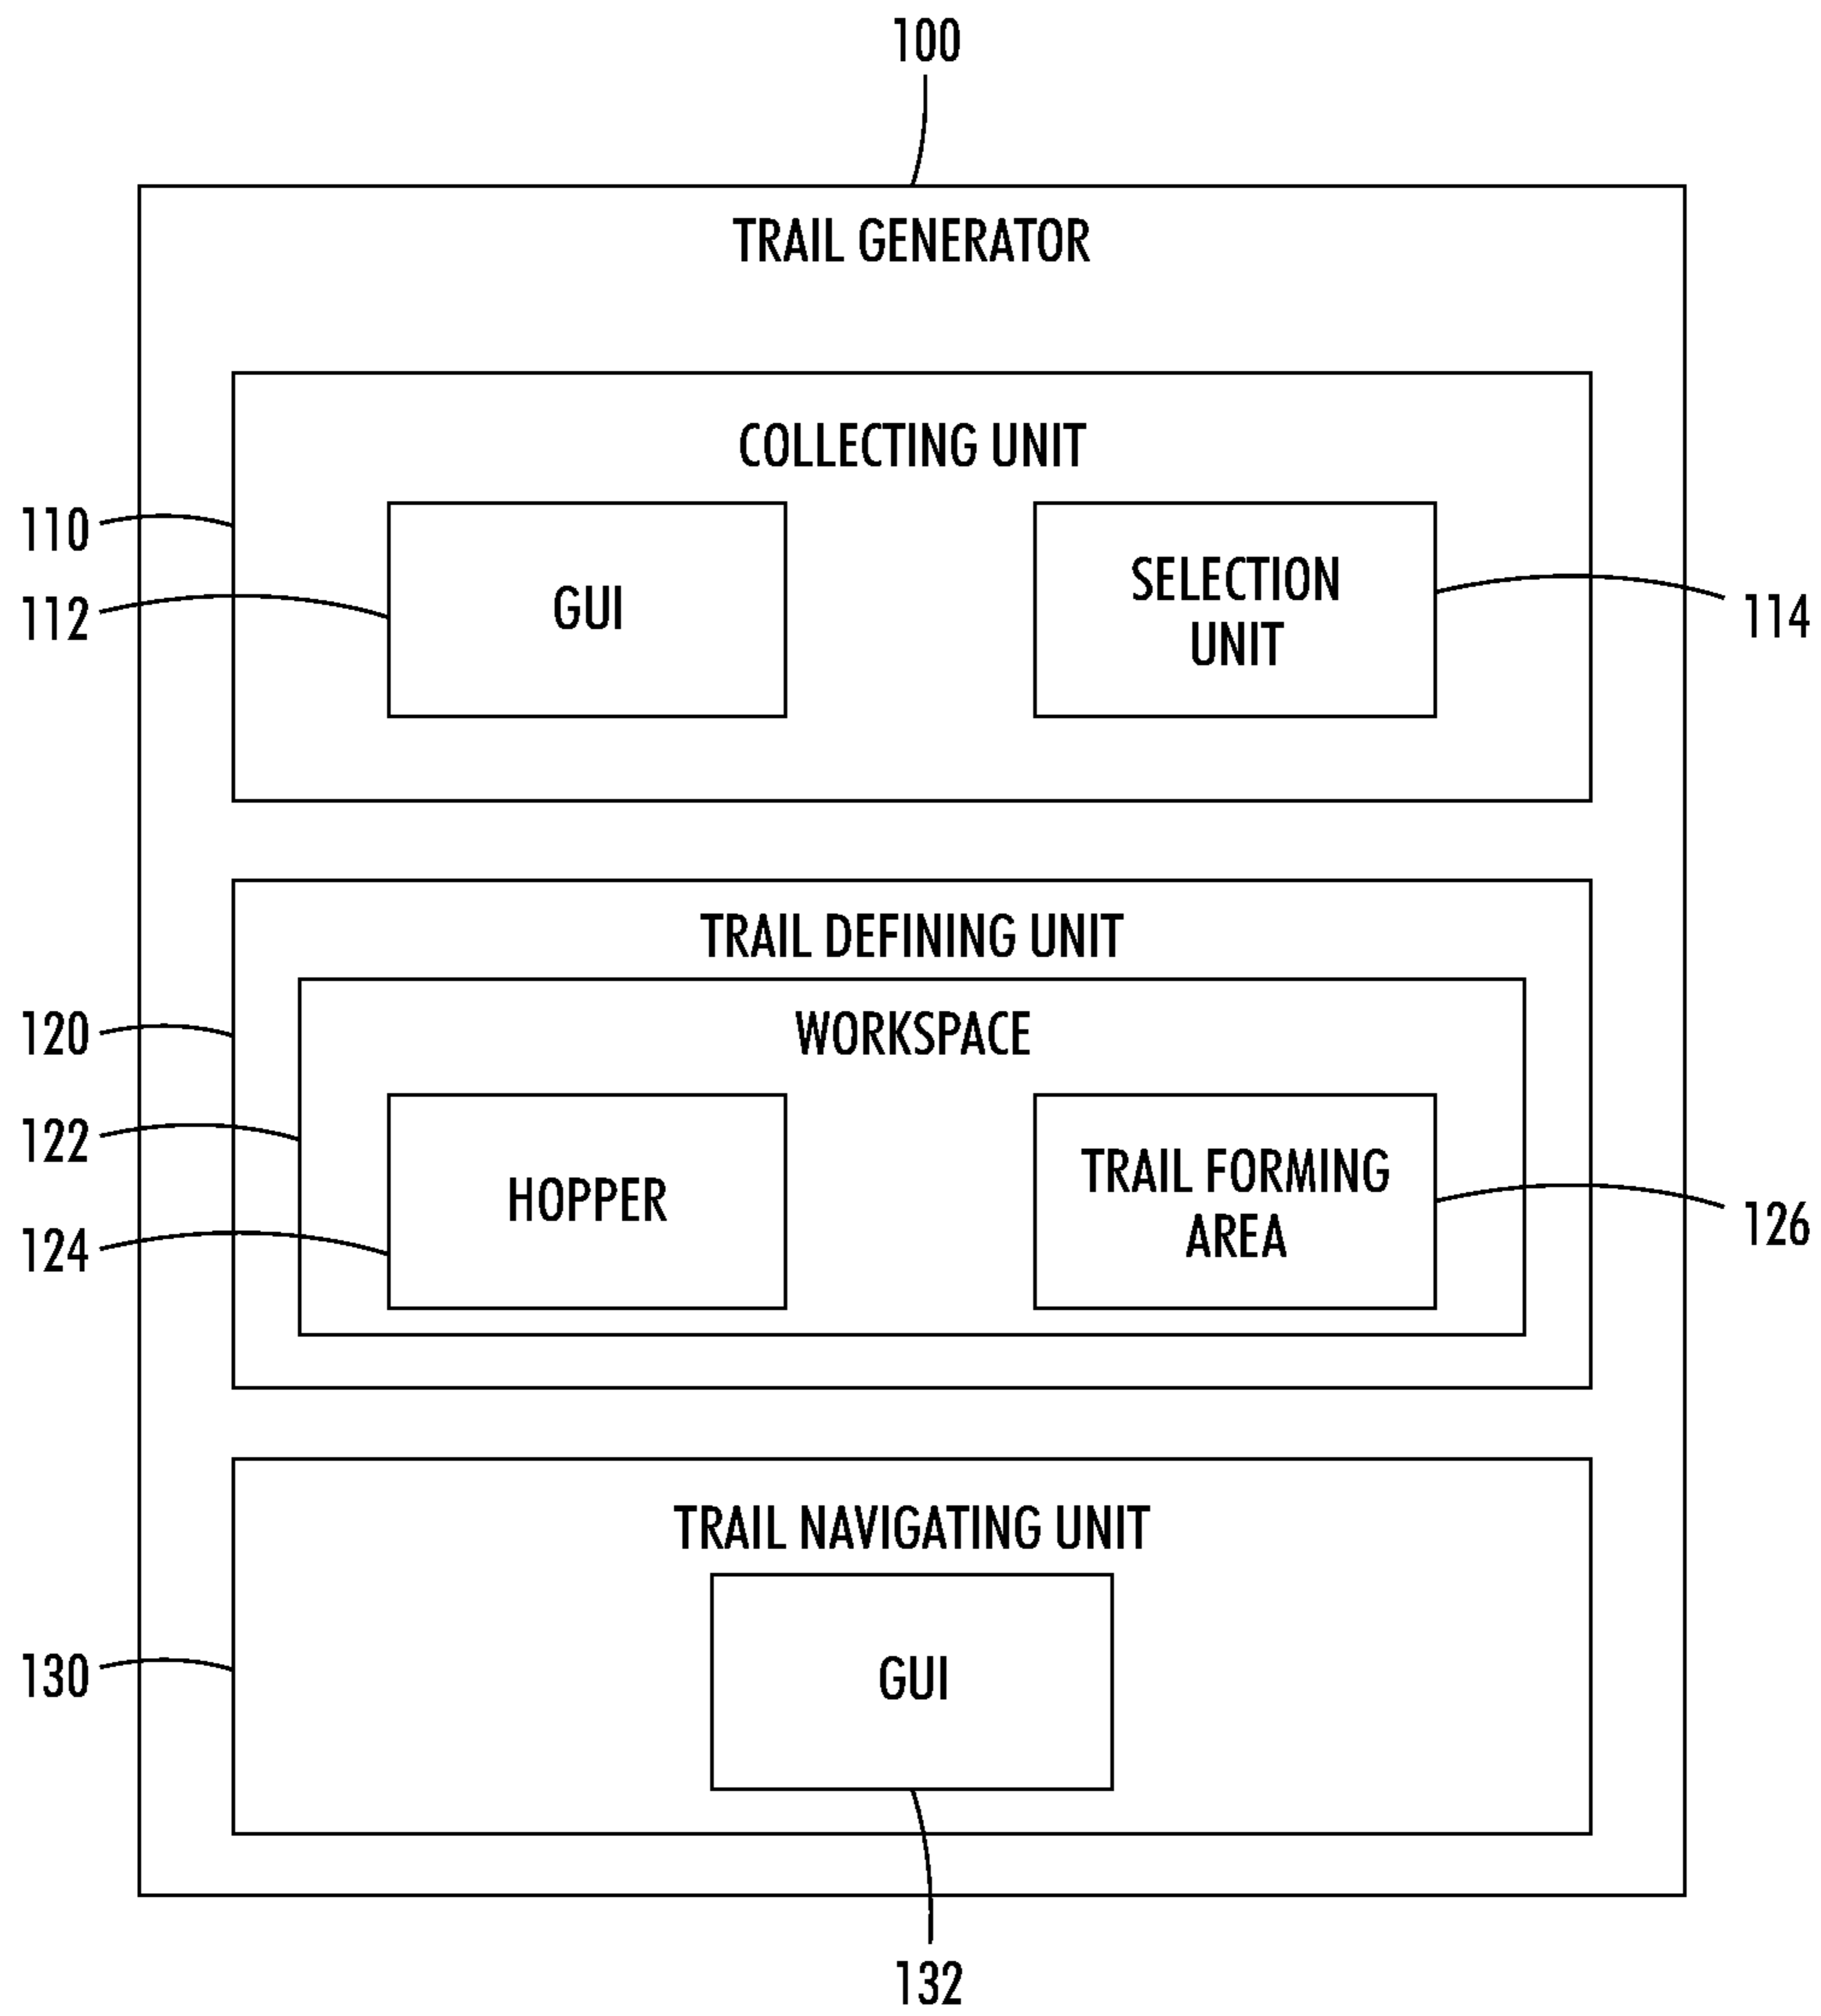 100
TRAIL GENERATOR
COLLECTING UNIT
110
112
GUI
SELECTION
UNIT
114
TRAIL DEFINING UNIT
120
WORKSPACE
122
124
HOPPER
TRAIL FORMING
AREA
126
TRAIL NAVIGATING UNIT
130
GUI
132